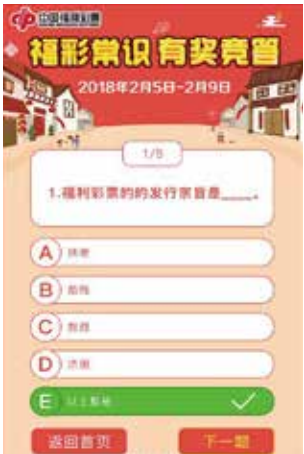 中国福利彩票
福彩常识 有奖竞答
2018年2月5日-2月9日
1/5
1.福利彩票的的发行宗旨是____。
A
B
C
D
E 以上都是
返回首页 下一题